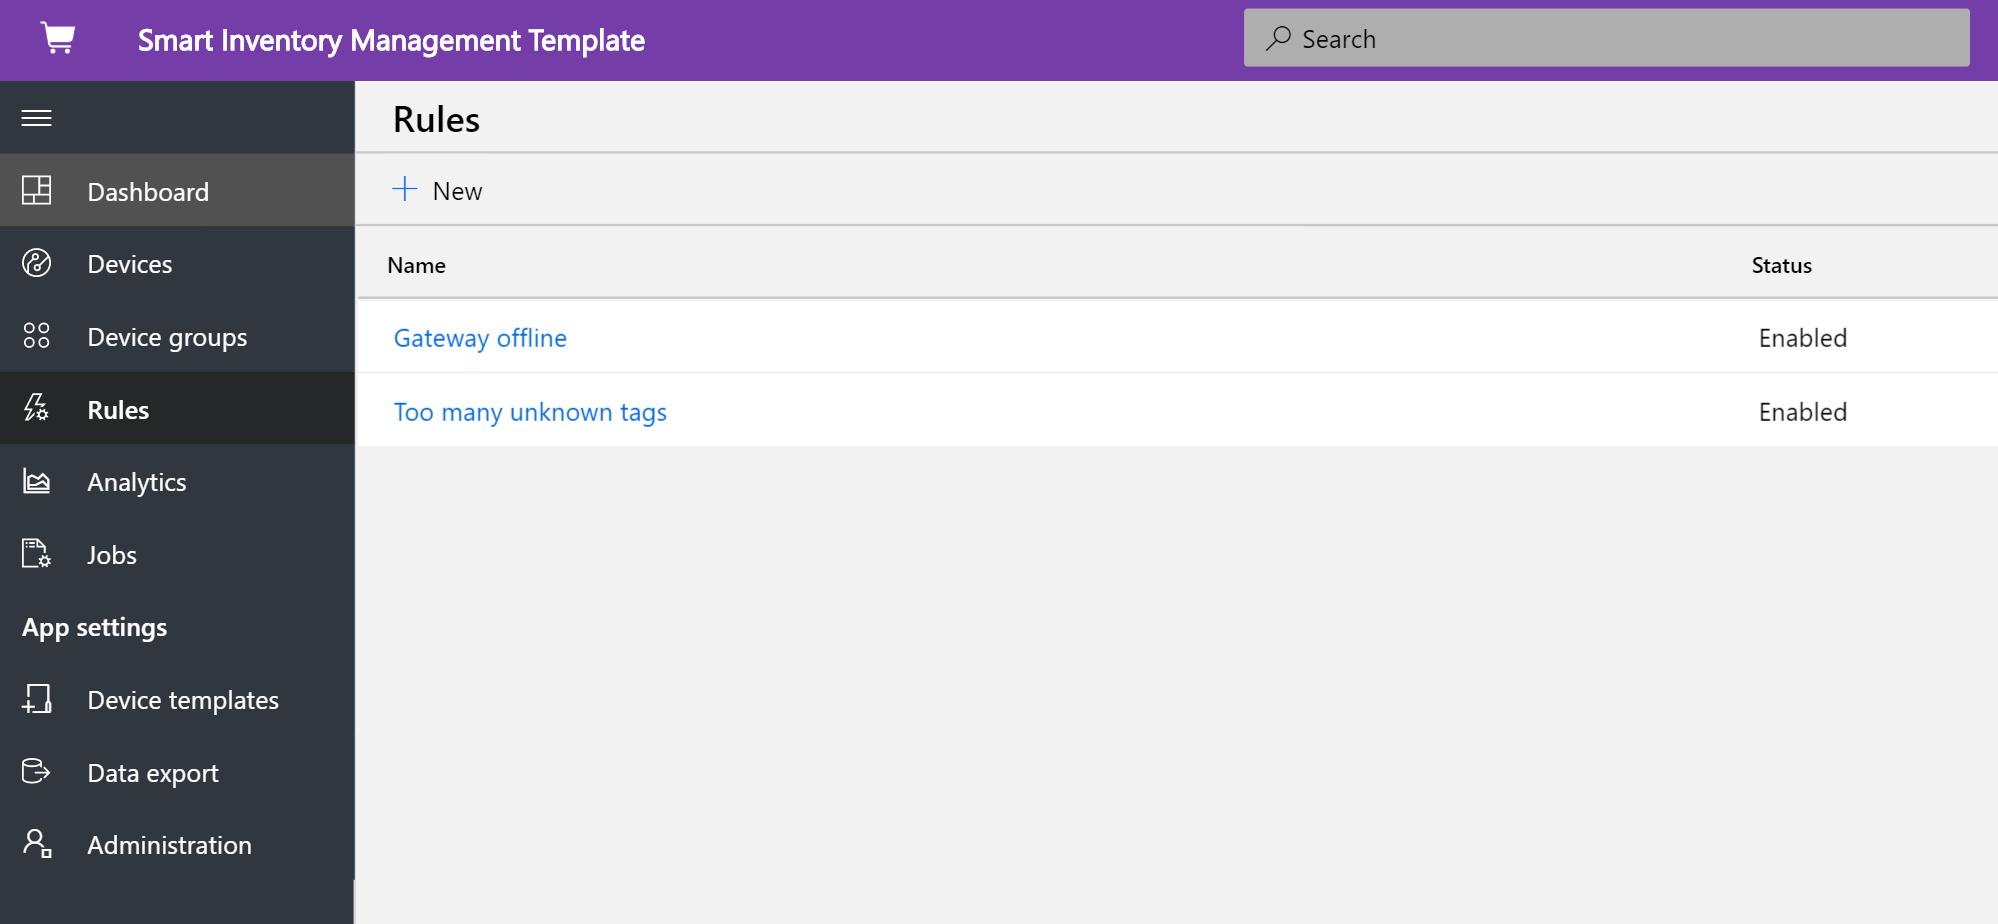 Smart Inventory Management Template
Search
Dashboard
Devices
Device groups
Rules
Analytics
Jobs
App settings
Device templates
Data export
Administration
Rules
New
Name Status
Gateway offline Enabled
Too many unknown tags Enabled